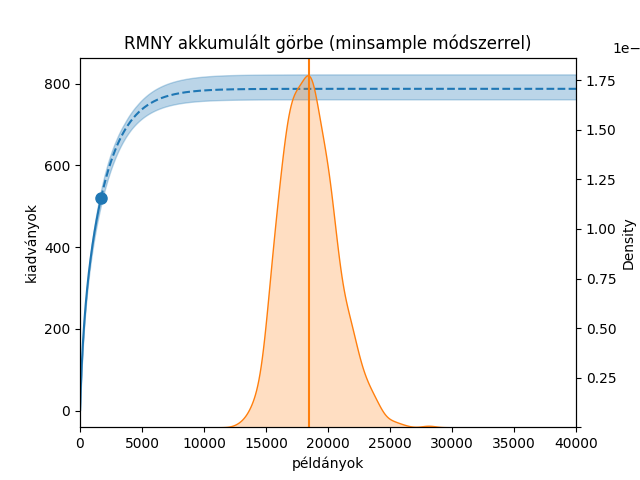 RMNY akkumulált görbe (minsample módszerrel)
1e−
800
600
400
200
0
kiadványok
1.75
1.50
1.25
1.00
0.75
0.50
0.25
Density
0 5000 10000 15000 20000 25000 30000 35000 40000
példányok